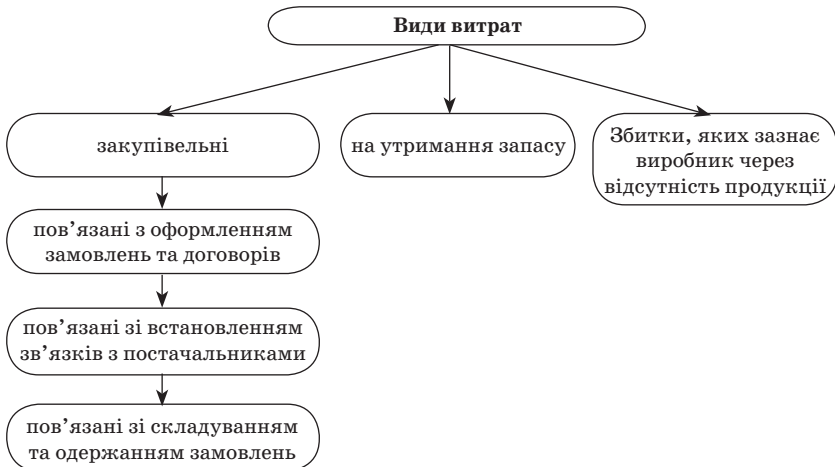 Види витрат
закупівельні
на утримання запасу
Збитки, яких зазнає
виробник через
відсутність продукції
пов’язані з оформленням
замовлень та договорів
пов’язані зі встановленням
зв’язків з постачальниками
пов’язані зі складуванням
та одержанням замовлень